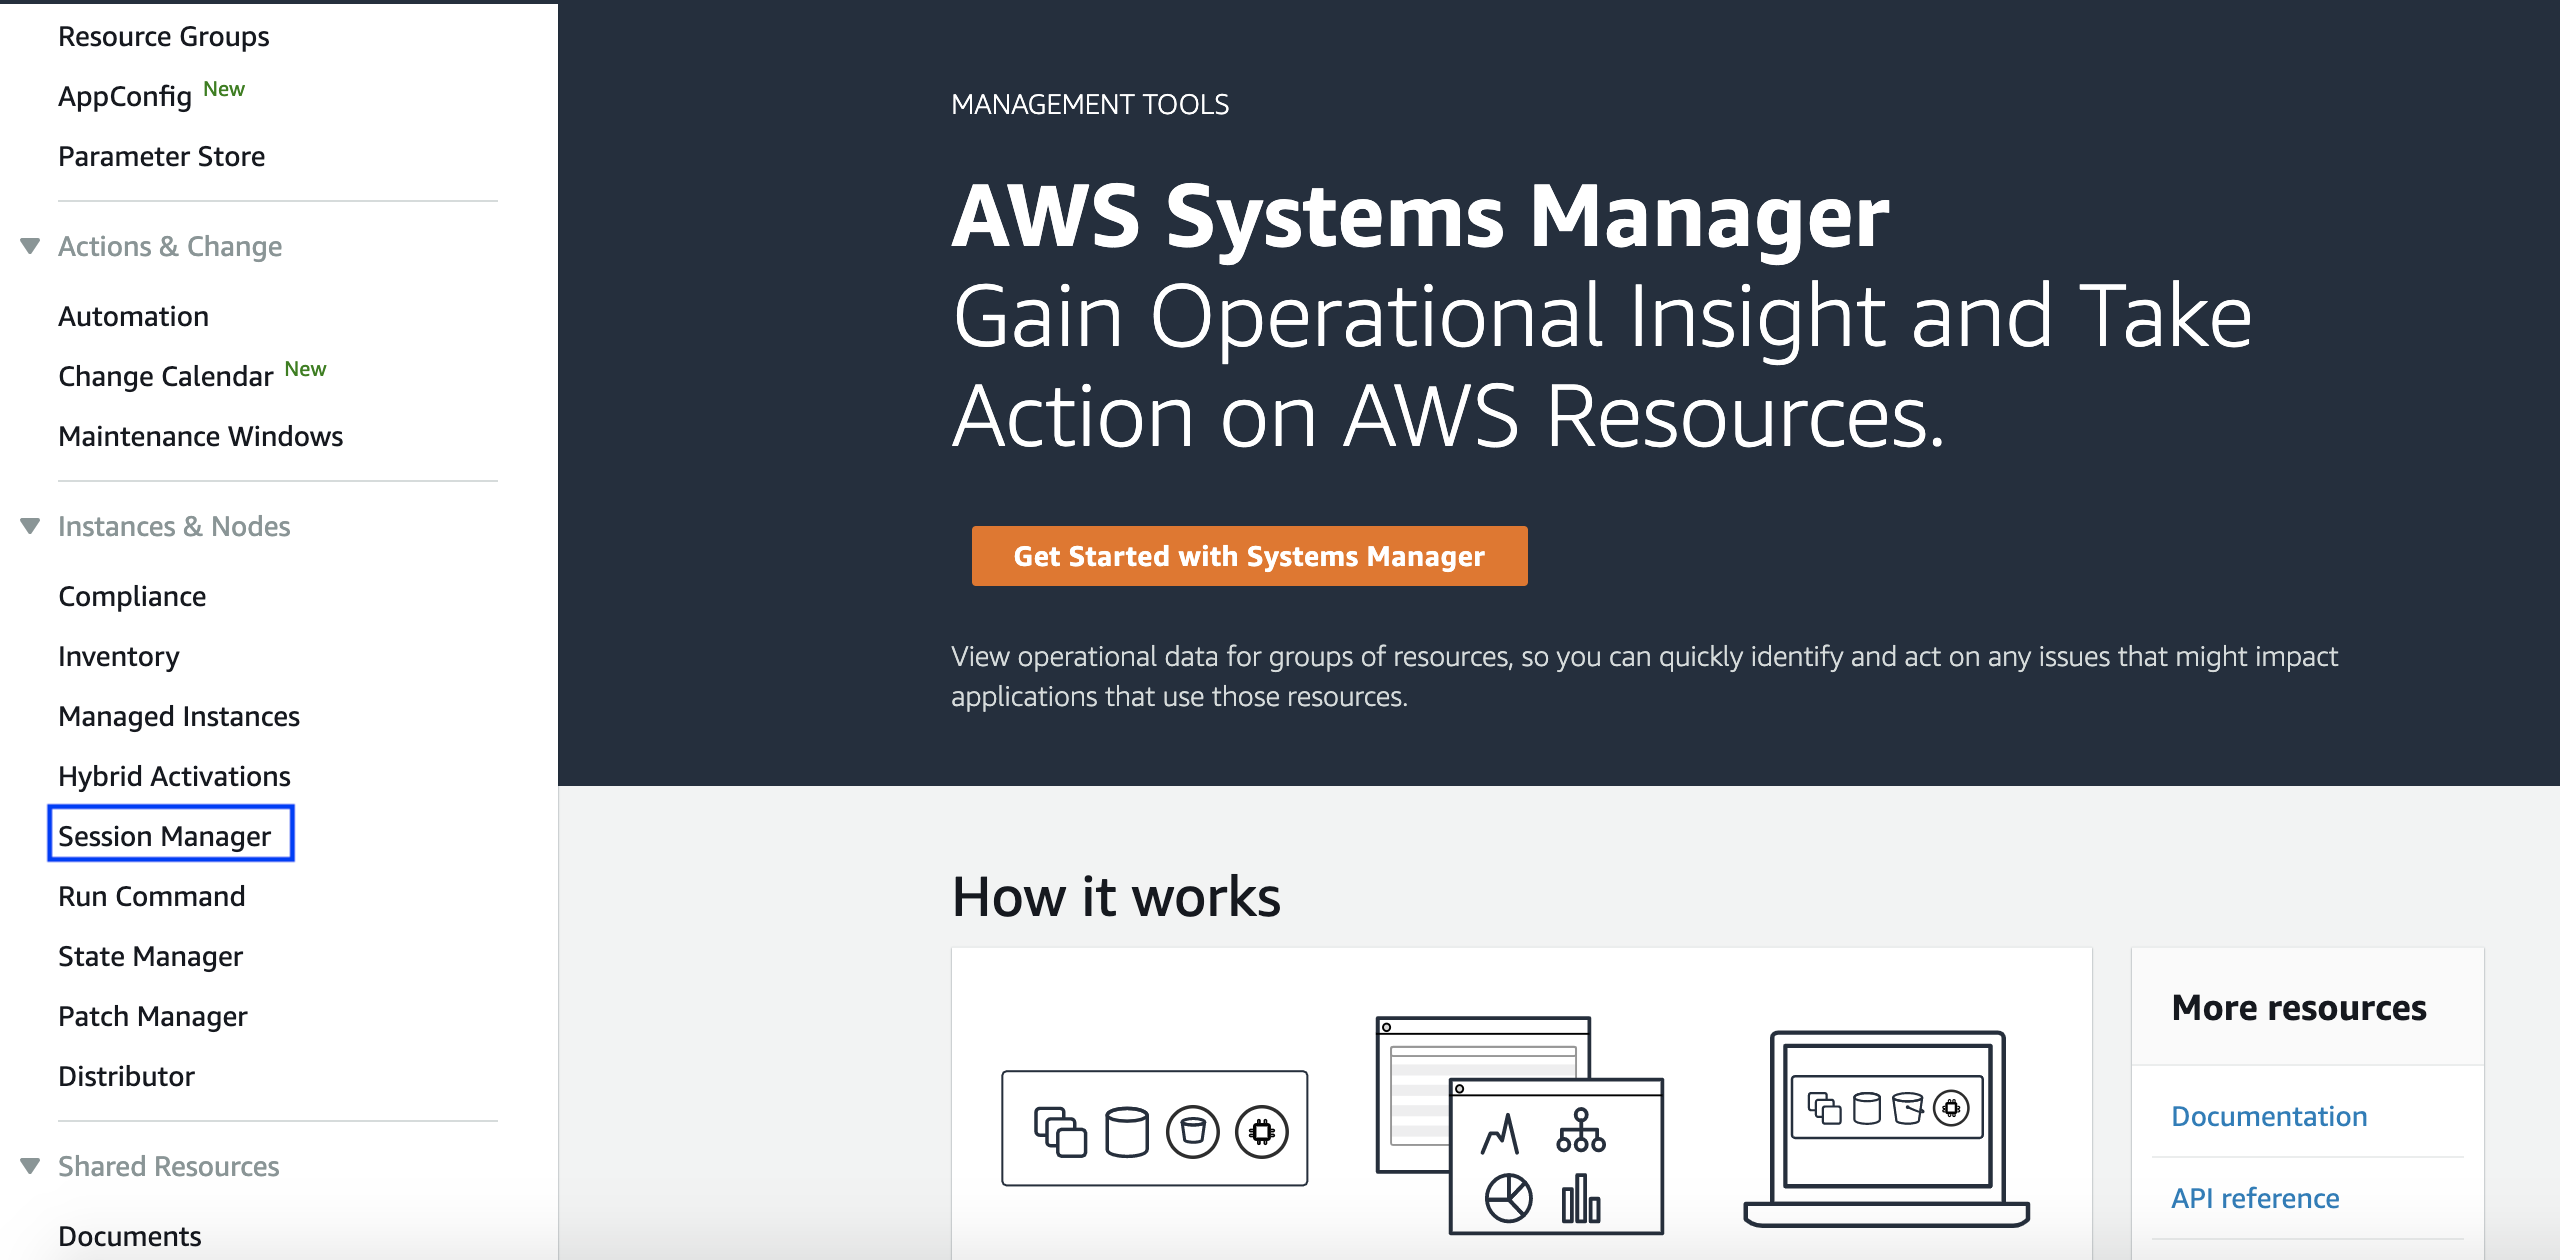 Resource Groups
AppConfig New
Parameter Store
Actions & Change
Automation
Change Calendar New
Maintenance Windows
Instances & Nodes
Compliance
Inventory
Managed Instances
Hybrid Activations
Session Manager
Run Command
State Manager
Patch Manager
Distributor
Shared Resources
Documents
MANAGEMENT TOOLS
AWS Systems Manager
Gain Operational Insight and Take
Action on AWS Resources.
Get Started with Systems Manager
View operational data for groups of resources, so you can quickly identify and act on any issues that might impact
applications that use those resources.
How it works
More resources
Documentation
API reference